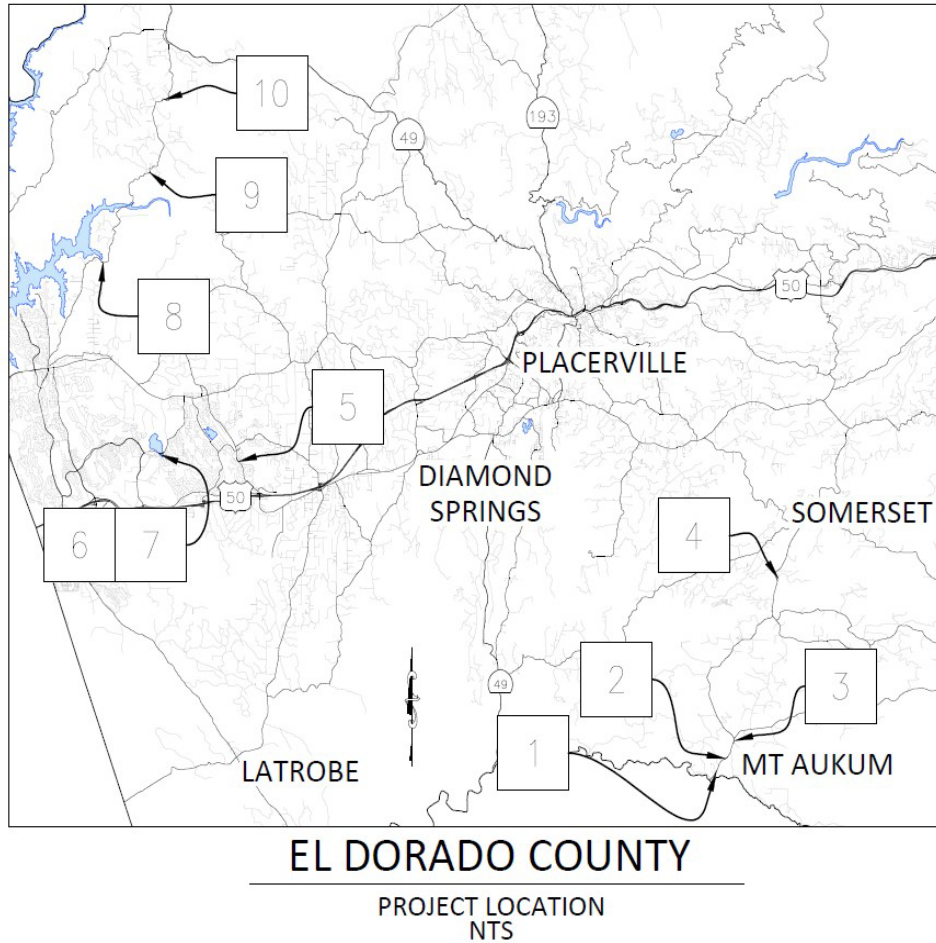 10
193
49
9
50
8
PLACERVILLE
5
DIAMOND
SPRINGS
50
SOMERSET
4
6
7
2
3
49
1
MT AUKUM
LATROBE
EL DORADO COUNTY
PROJECT LOCATION
NTS